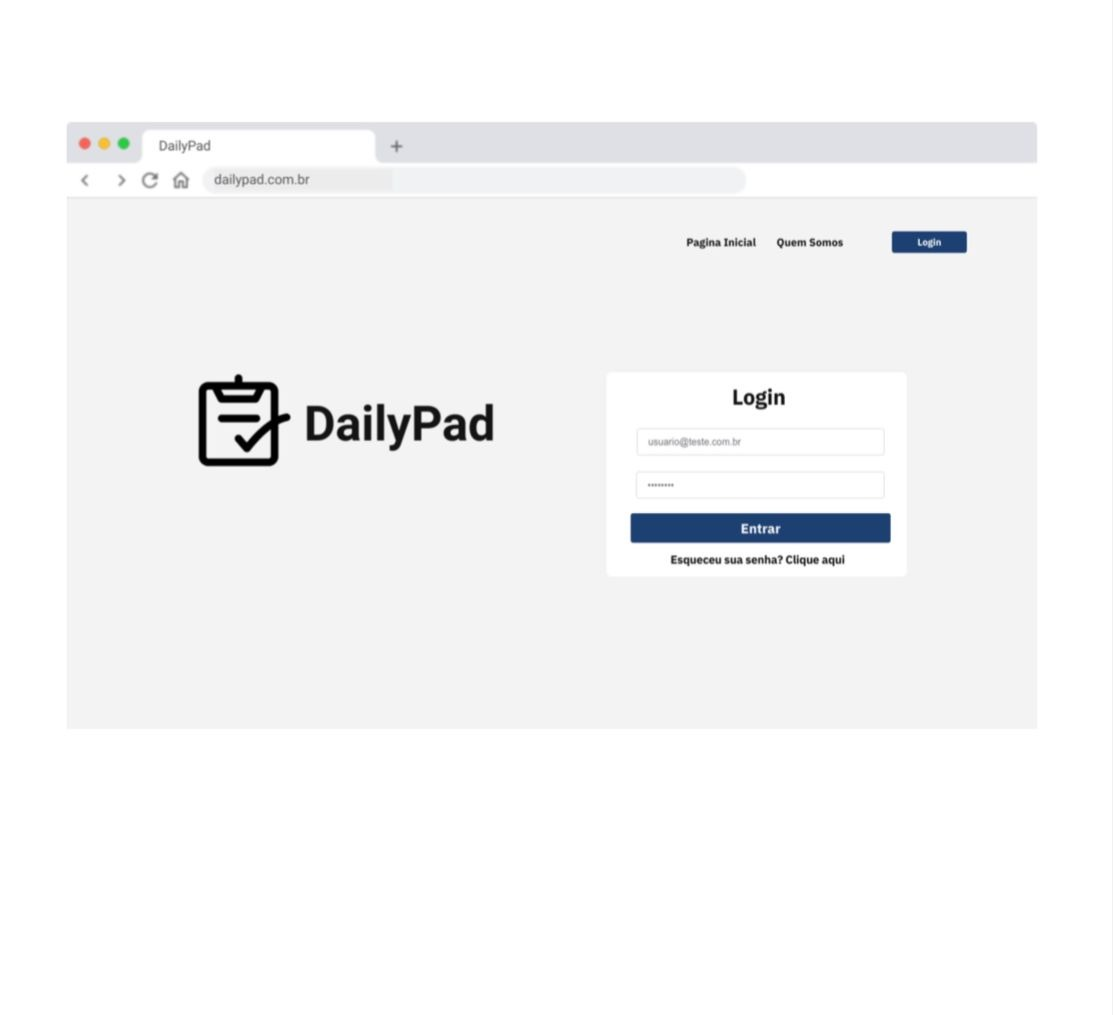 DailyPad
dailypad.com.br
Pagina Inicial Quem Somos Login
DailyPad
Login
usuario@teste.com.br
********
Entrar
Esqueceu sua senha? Clique aqui